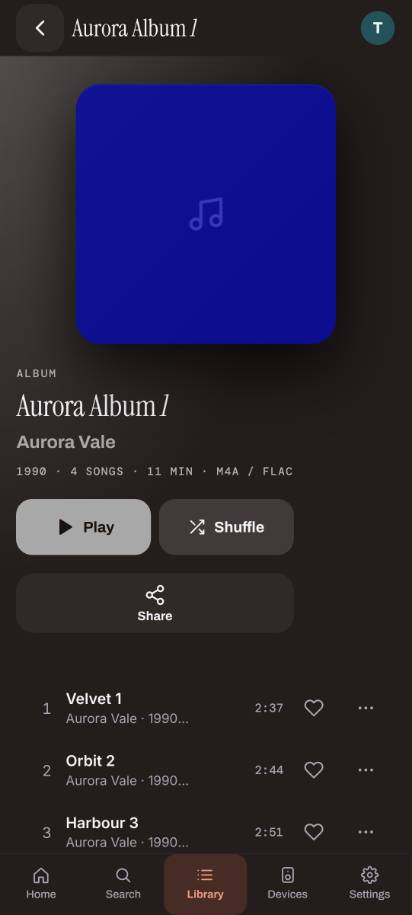 Aurora Album 1
T
ALBUM
Aurora Album 1
Aurora Vale
1990 · 4 SONGS · 11 MIN · M4A / FLAC
Play
Shuffle
Share
1
Velvet 1
Aurora Vale · 1990...
2:37
2
Orbit 2
Aurora Vale · 1990...
2:44
3
Harbour 3
Aurora Vale · 1990...
2:51
Home
Search
Library
Devices
Settings